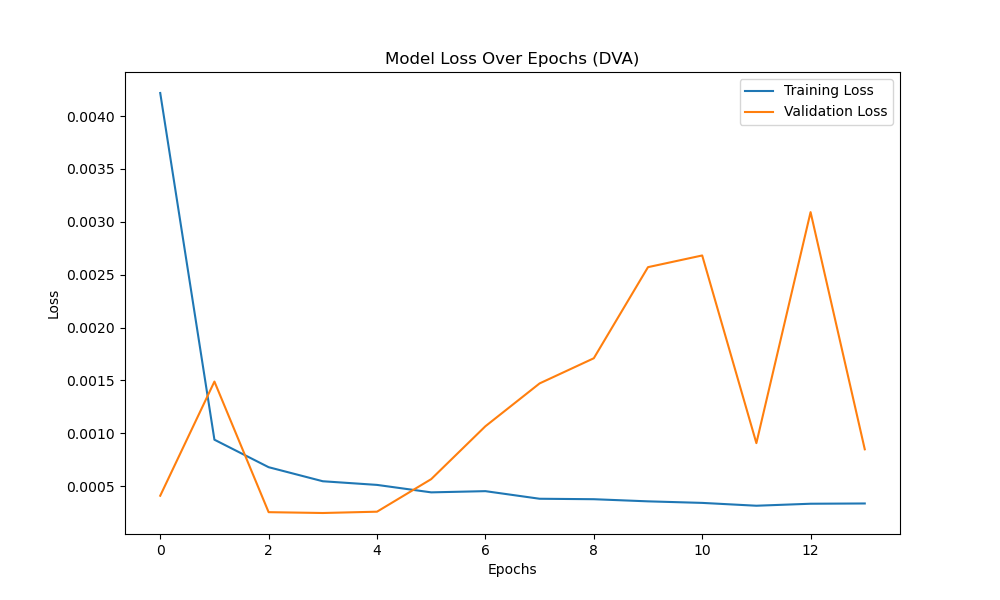 Model Loss Over Epochs (DVA)
Training Loss
Validation Loss
0.0040
0.0035
0.0030
0.0025
0.0020
0.0015
0.0010
0.0005
Loss
0 2 4 6 8 10 12
Epochs